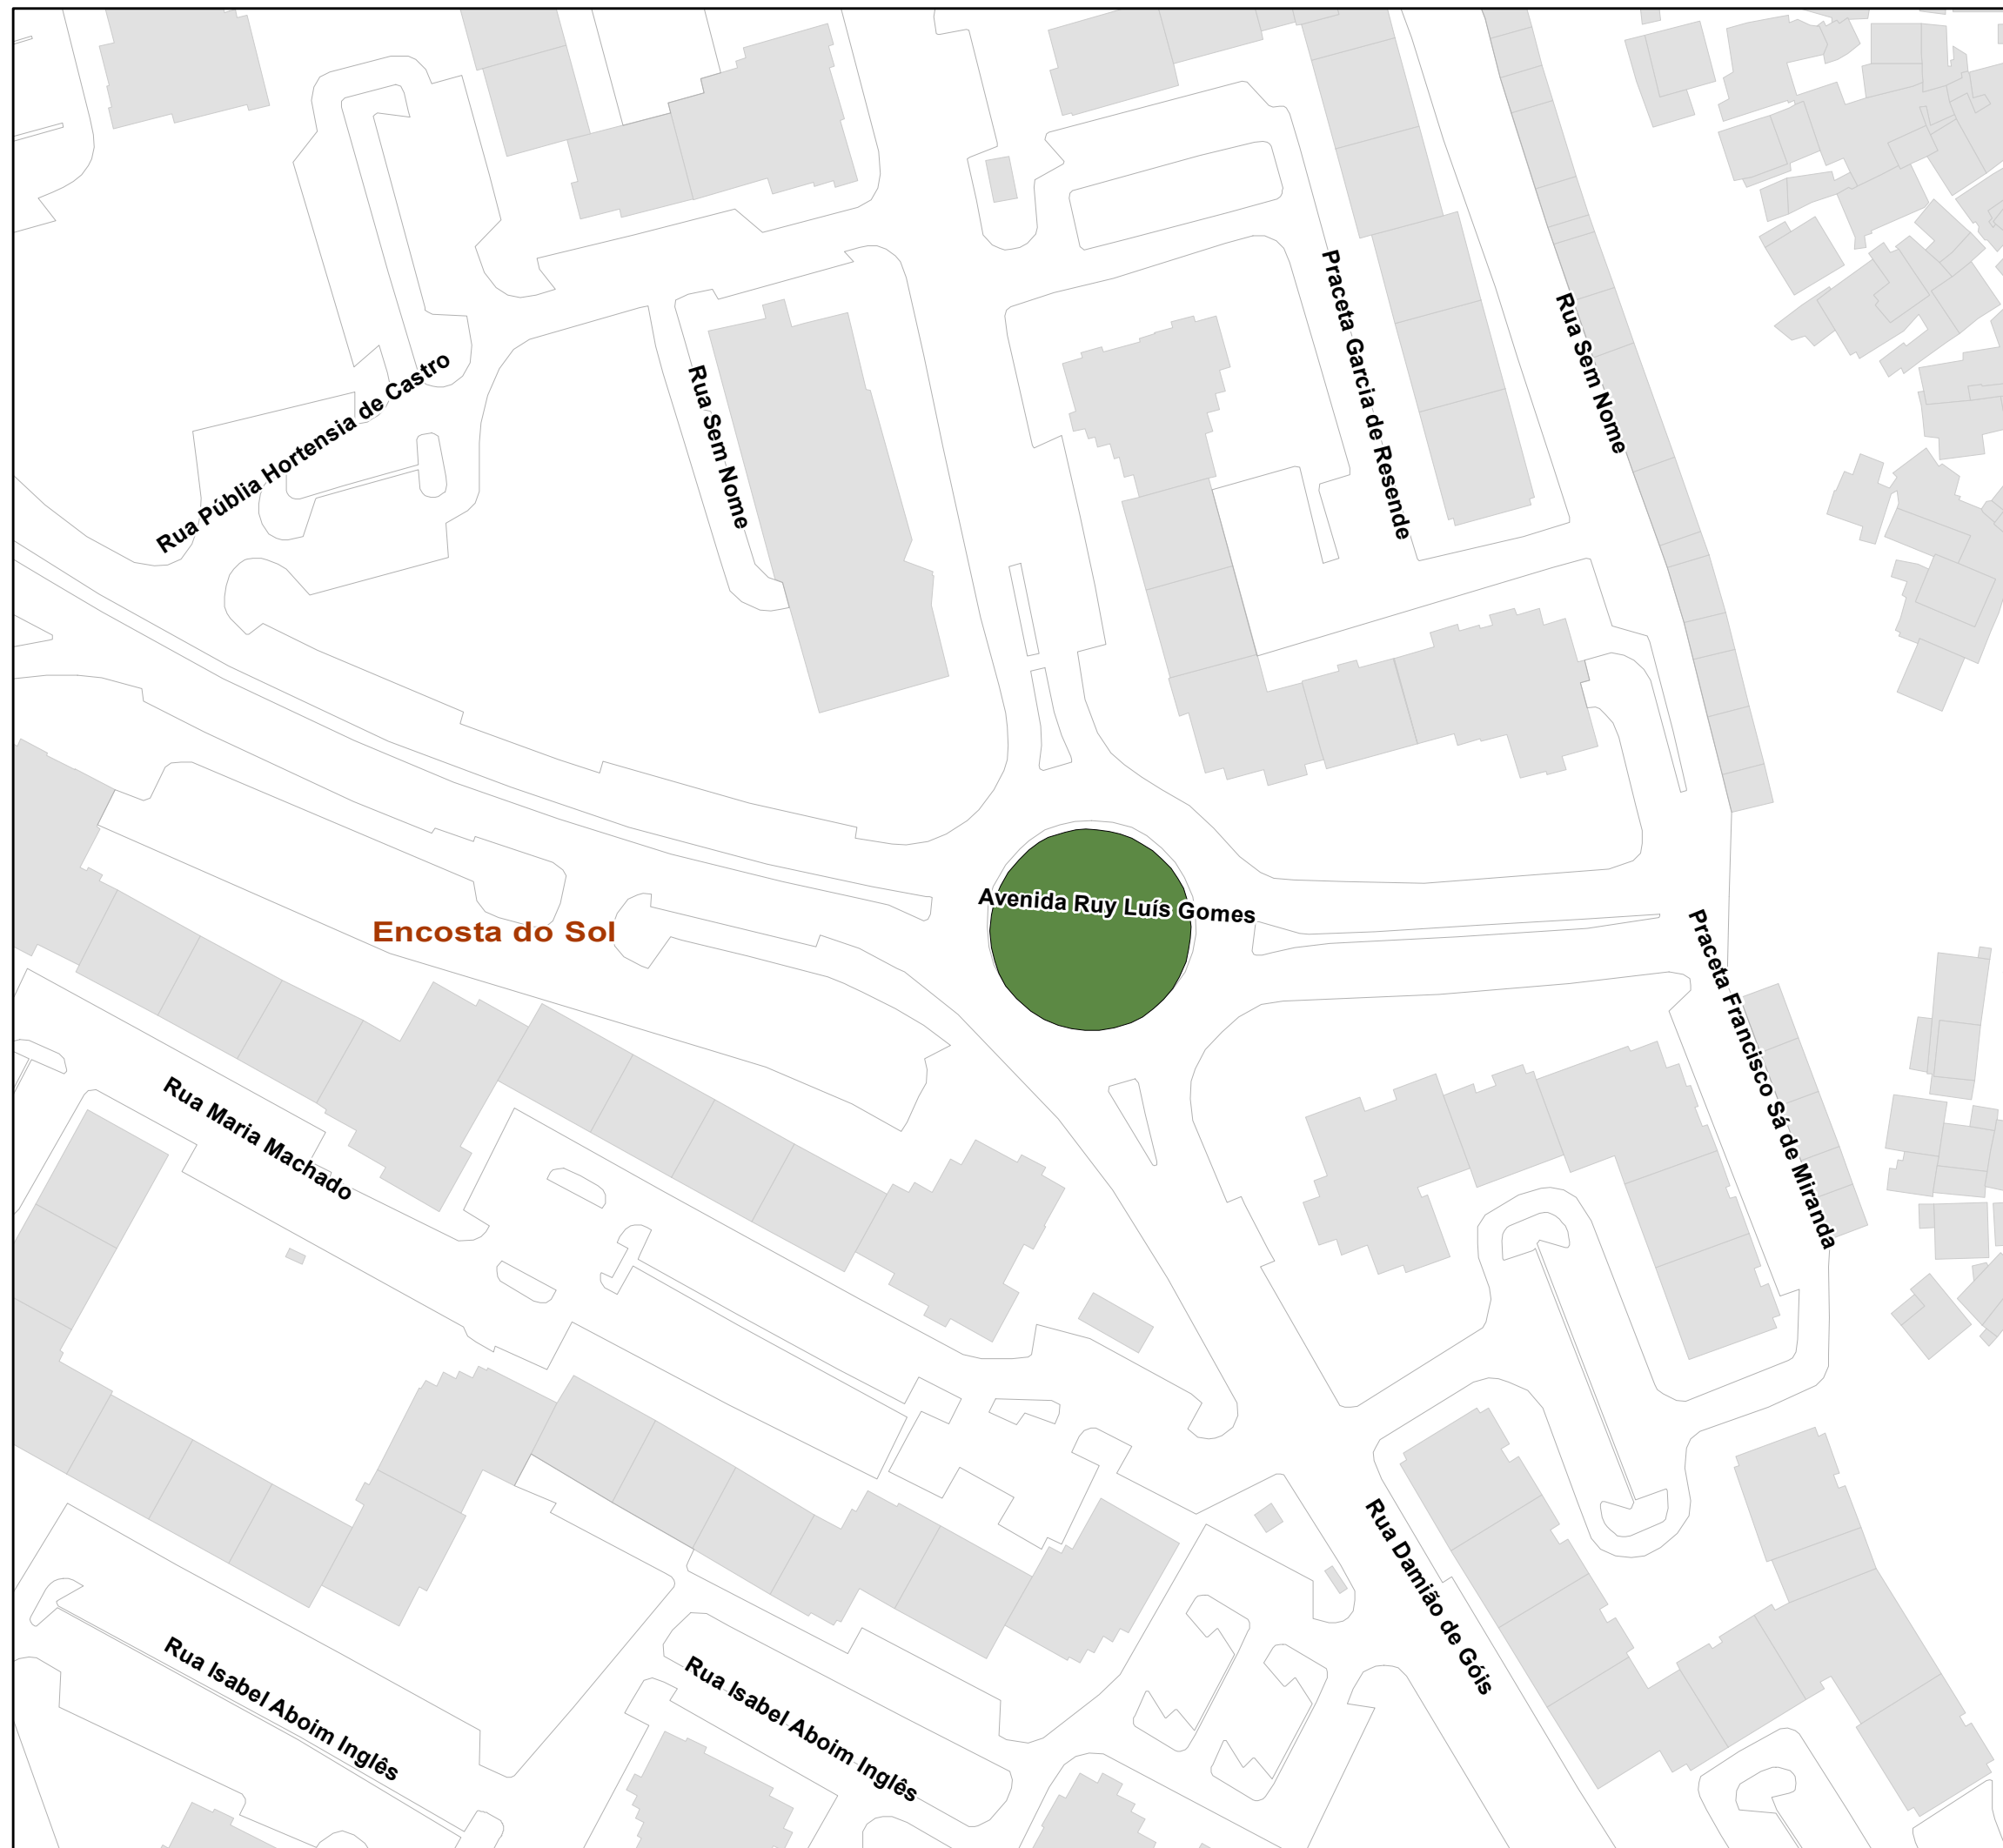 Praceta Garcia de Resende
Rua Sem Nome
Rua Públia Hortensia de Castro
Rua Sem Nome
Avenida Ruy Luís Gomes
Encosta do Sol
Praceta Francisco Sá de Miranda
Rua Maria Machado
Rua Damião de Góis
Rua Isabel Aboim Inglês
Rua Isabel Aboim Inglês